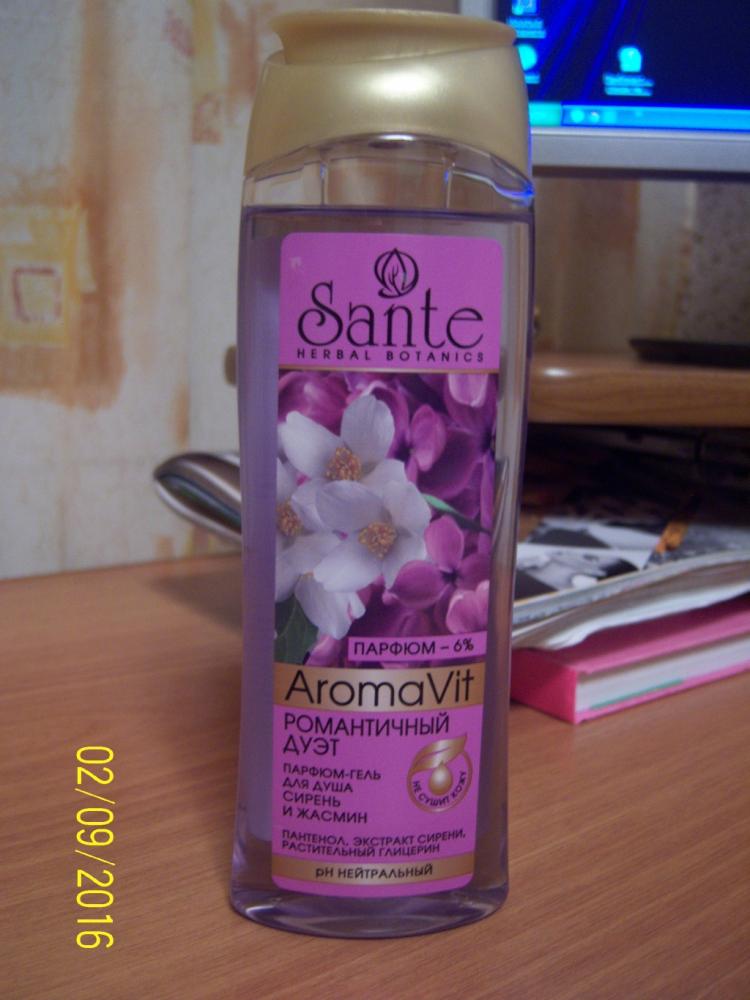 Sante
HERBAL BOTANICS
ПАРФЮМ – 6%
AromaVit
РОМАНТИЧНЫЙ
ДУЭТ
ПАРФЮМ-ГЕЛЬ
ДЛЯ ДУША
СИРЕНЬ
И ЖАСМИН
НЕ СУШИТ КОЖУ
ПАНТЕНОЛ, ЭКСТРАКТ СИРЕНИ,
РАСТИТЕЛЬНЫЙ ГЛИЦЕРИН
pH НЕЙТРАЛЬНЫЙ
02/09/2016